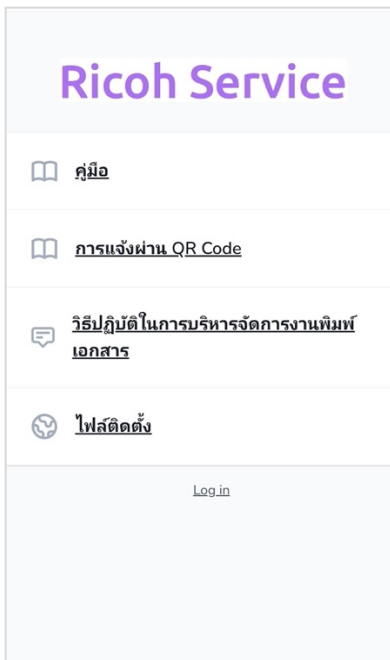 Ricoh Service
คู่มือ
การแจ้งผ่าน QR Code
วิธีปฏิบัติในการบริหารจัดการงานพิมพ์
เอกสาร
ไฟล์ติดตั้ง
Log in